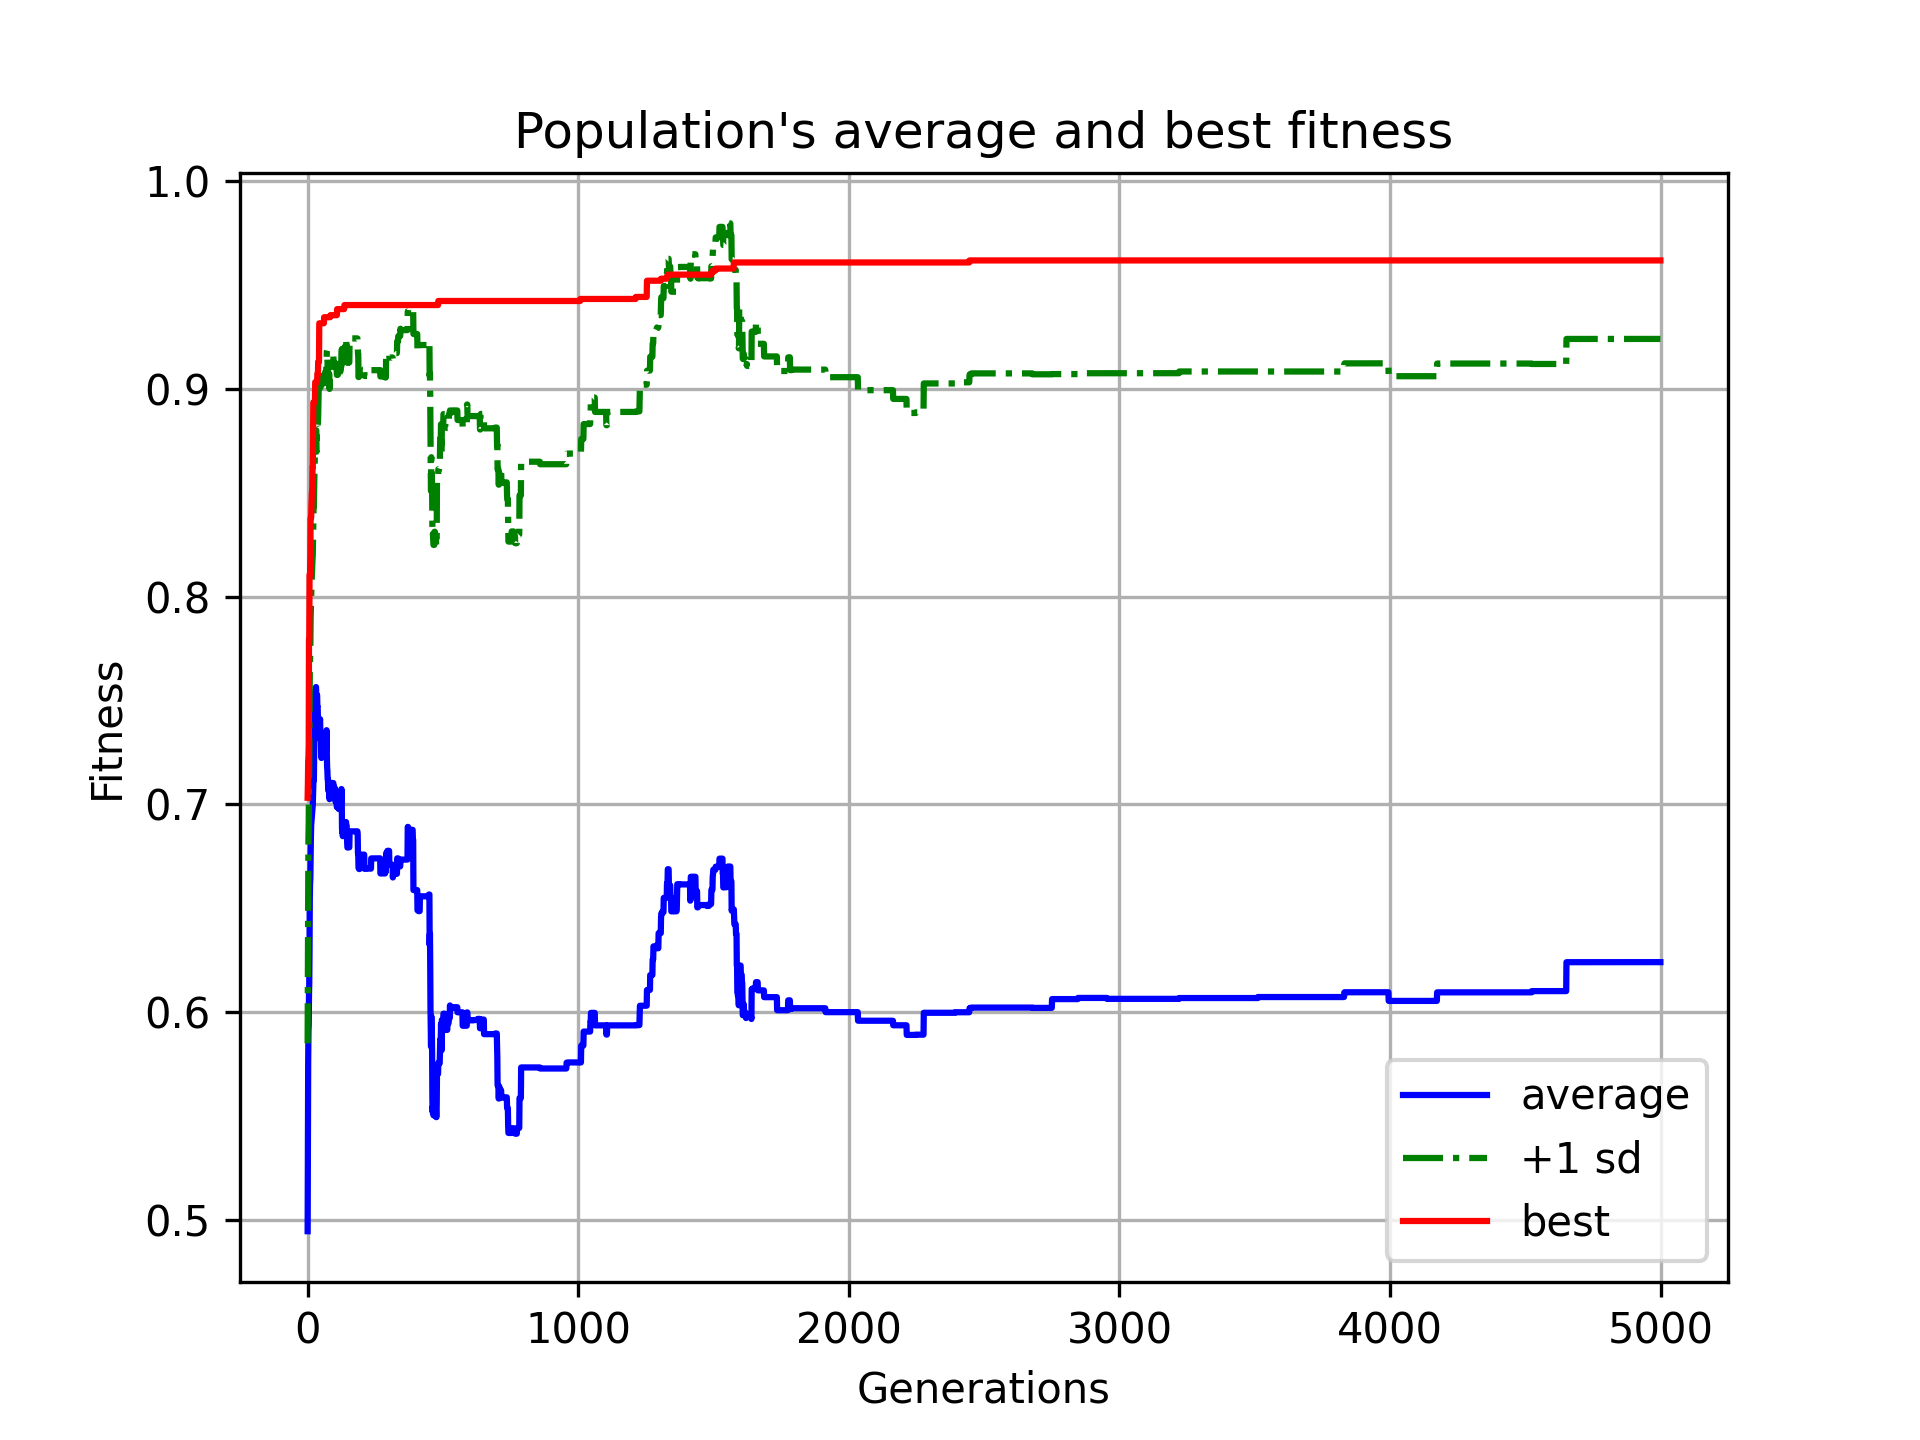 Population's average and best fitness
1.0
0.9
0.8
0.7
0.6
0.5
Fitness
0 1000 2000 3000 4000 5000
Generations
average
+1 sd
best